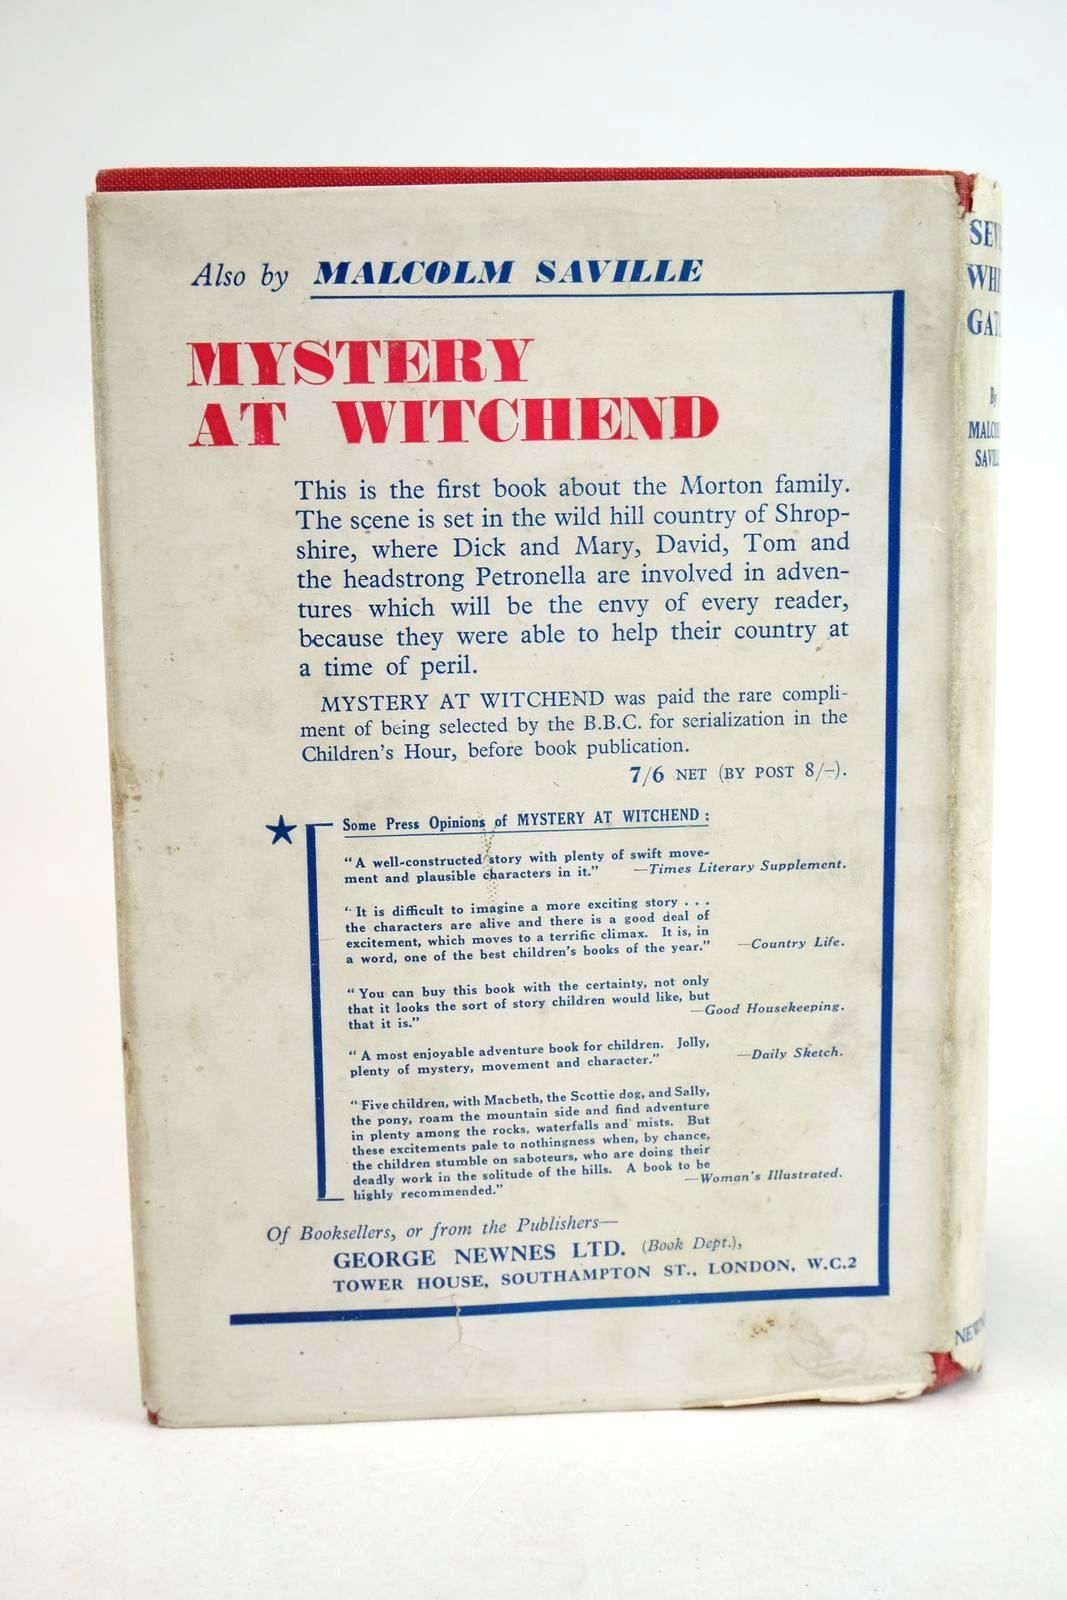 Also by MALCOLM SAVILLE
MYSTERY
AT WITCHEND
This is the first book about the Morton family.
The scene is set in the wild hill country of Shrop-
shire, where Dick and Mary, David, Tom and
the headstrong Petronella are involved in adven-
tures which will be the envy of every reader,
because they were able to help their country at
a time of peril.
MYSTERY AT WITCHEND was paid the rare compli-
ment of being selected by the B.B.C. for serialization in the
Children's Hour, before book publication.
7/6 NET (BY POST 8/-).
★ Some Press Opinions of MYSTERY AT WITCHEND :
"A well-constructed story with plenty of swift move-
ment and plausible characters in it." —Times Literary Supplement.
"It is difficult to imagine a more exciting story . . .
the characters are alive and there is a good deal of
excitement, which moves to a terrific climax. It is, in
a word, one of the best children's books of the year." —Country Life.
"You can buy this book with the certainty, not only
that it looks the sort of story children would like, but
that it is." —Good Housekeeping.
"A most enjoyable adventure book for children. Jolly,
plenty of mystery, movement and character." —Daily Sketch.
"Five children, with Macbeth, the Scottie dog, and Sally,
the pony, roam the mountain side and find adventure
in plenty among the rocks, waterfalls and mists. But
these excitements pale to nothingness when, by chance,
the children stumble on saboteurs, who are doing their
deadly work in the solitude of the hills. A book to be
highly recommended." —Woman's Illustrated.
Of Booksellers, or from the Publishers—
GEORGE NEWNES LTD. (Book Dept.),
TOWER HOUSE, SOUTHAMPTON ST., LONDON, W.C.2
SEV
WHI
GAT
By
MALCOL
SAVILL
NEWN